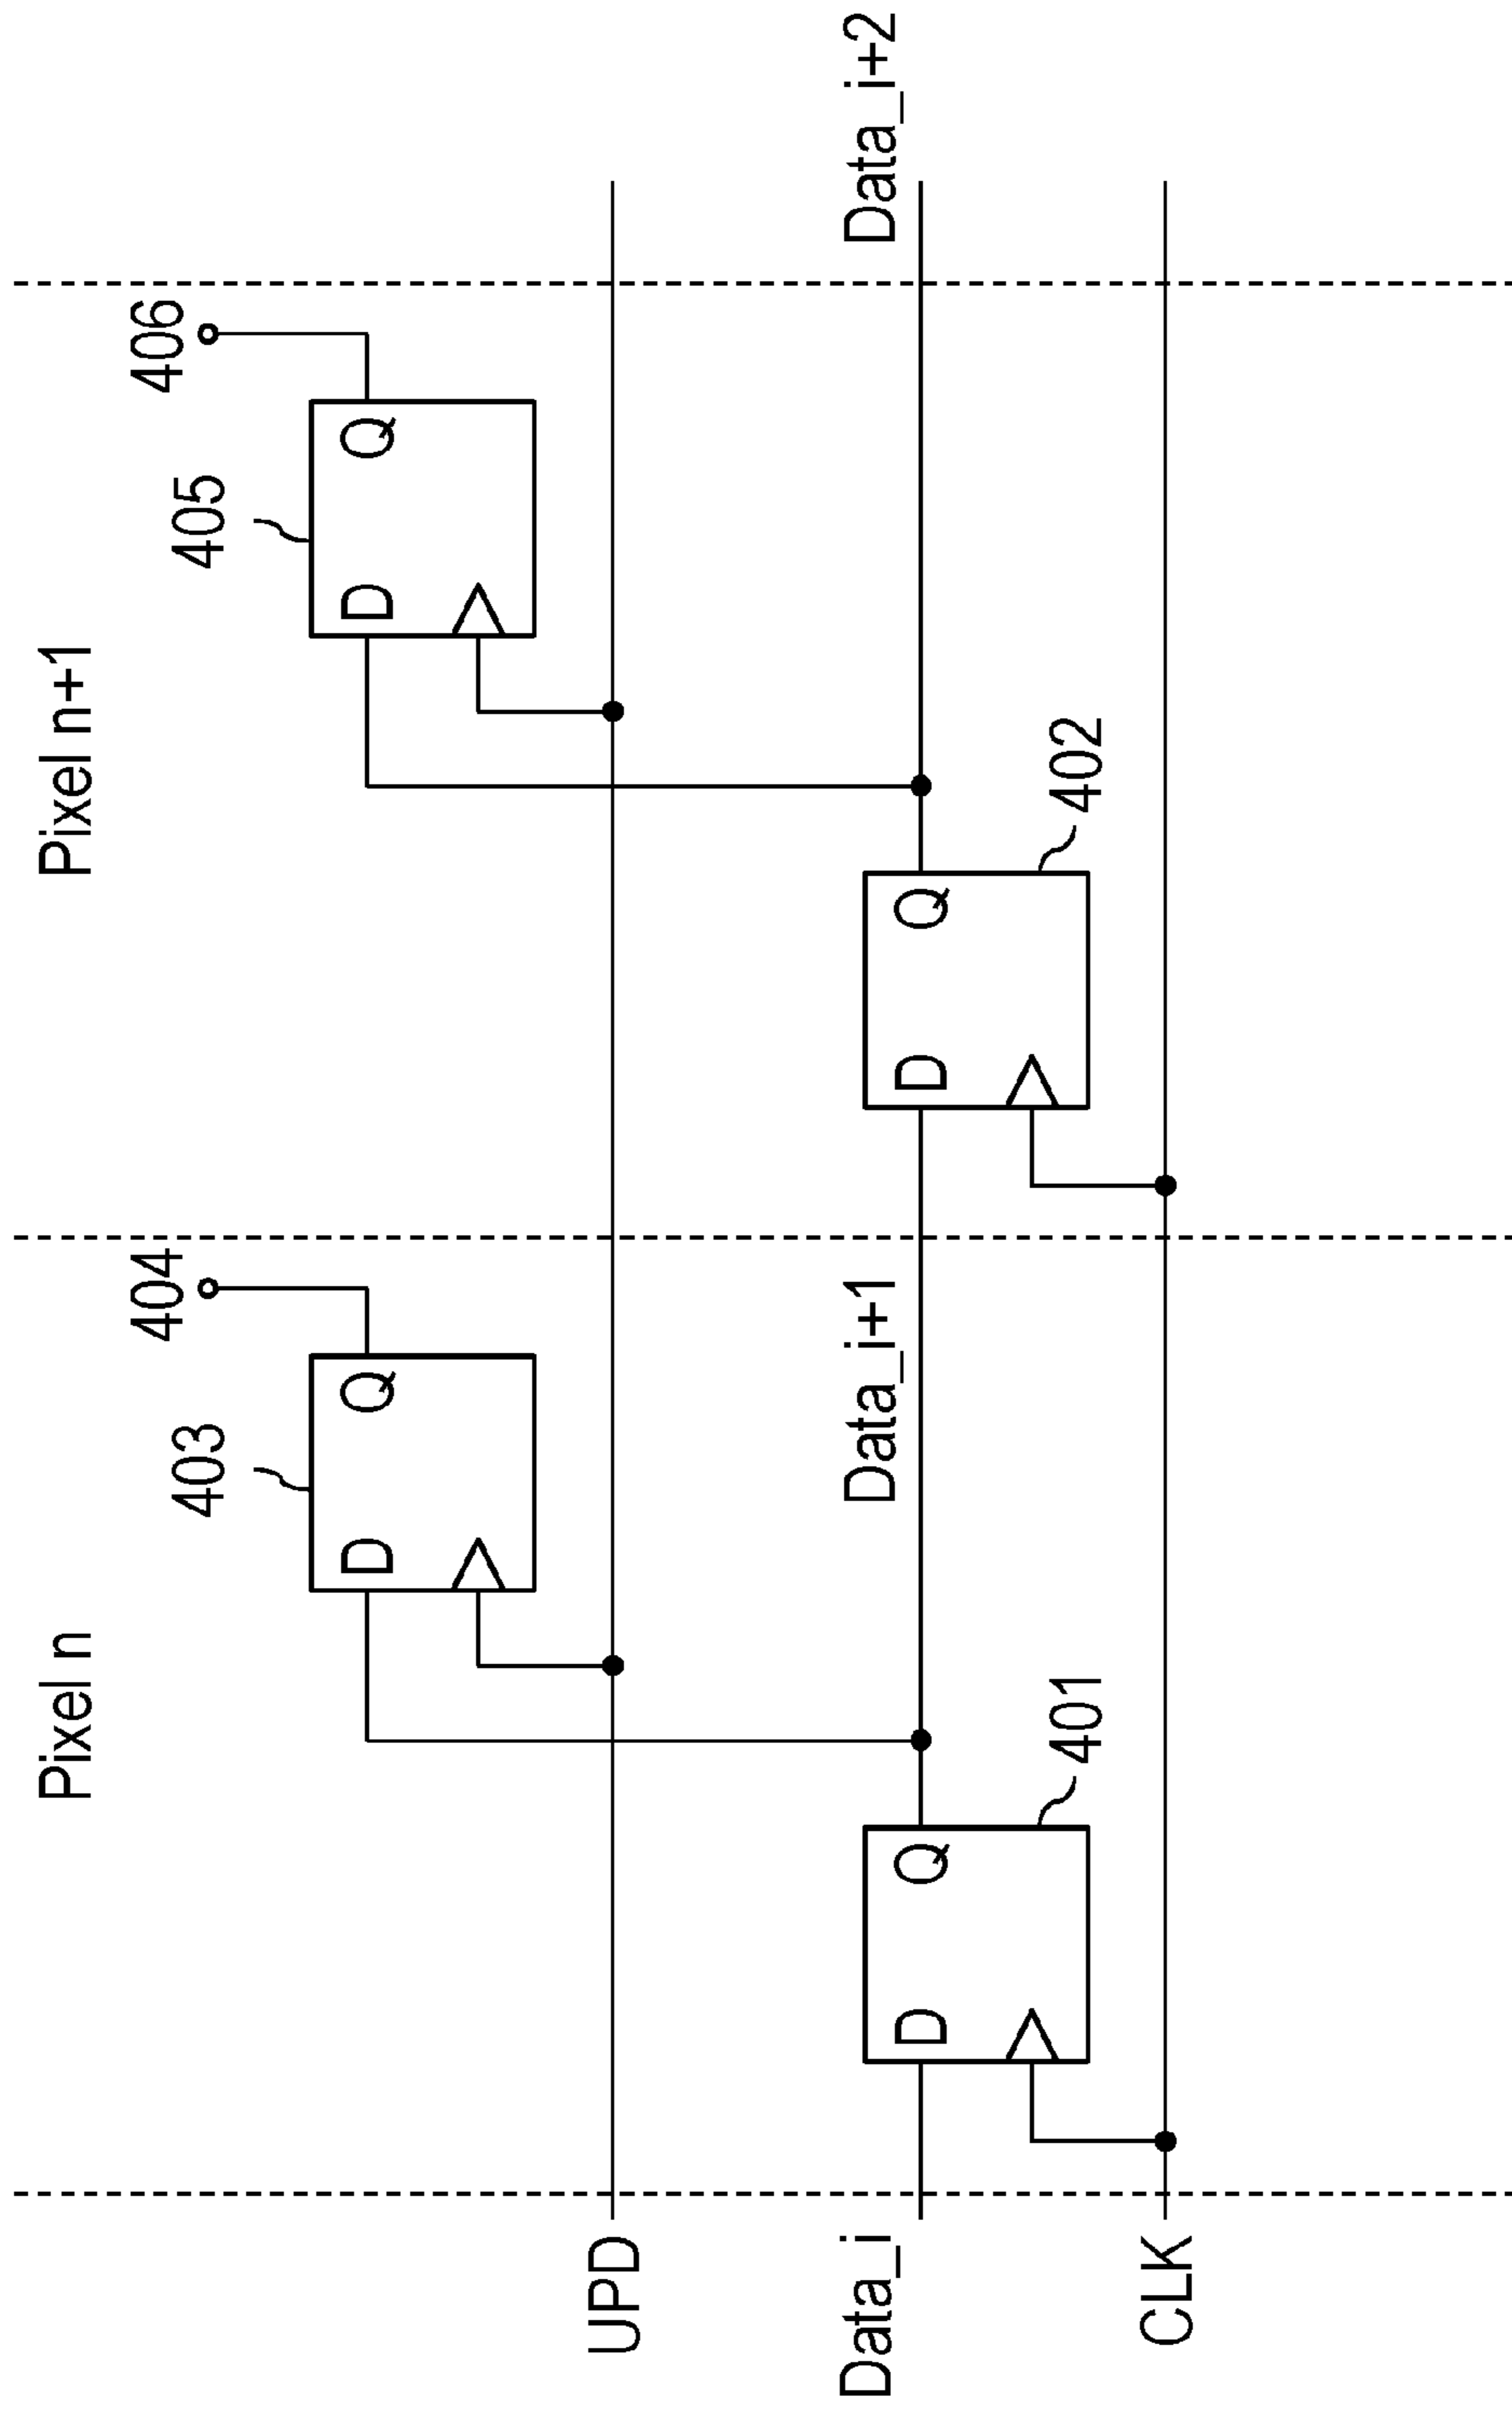 Pixel n
Pixel n+1
404
406
403
405
D
Q
D
Q
UPD
Data_i
Data_i+1
Data_i+2
D
Q
D
Q
401
402
CLK